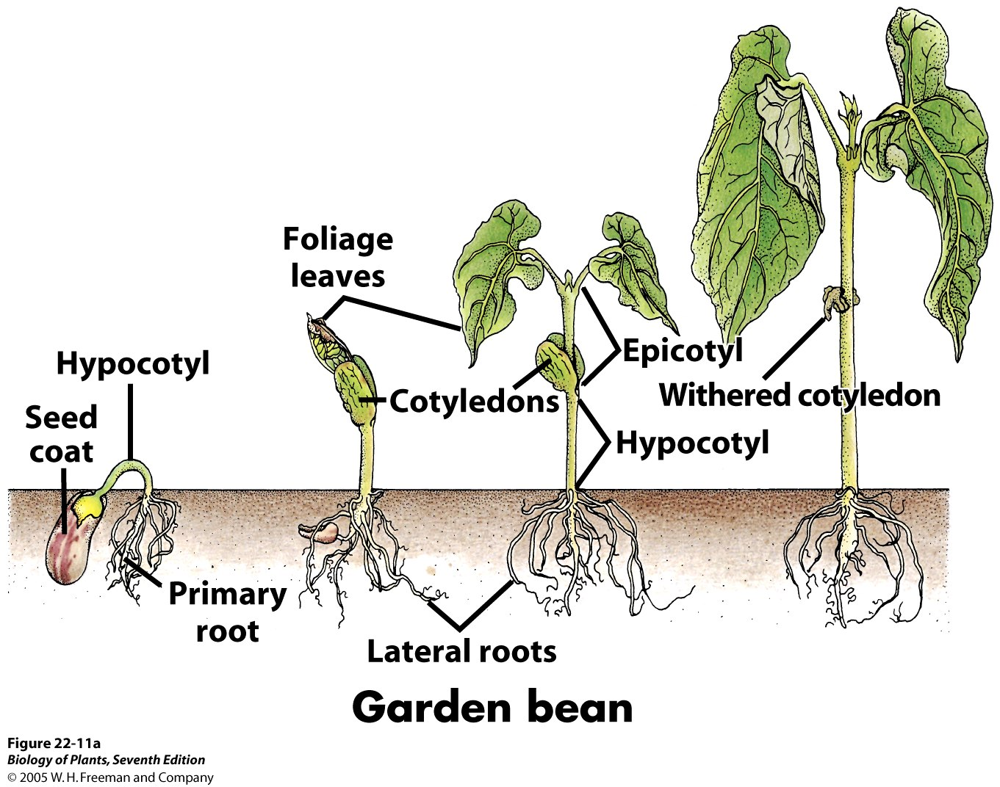 Foliage
leaves
Hypocotyl
Seed
coat
Epicotyl
Cotyledons
Withered cotyledon
Hypocotyl
Primary
root
Lateral roots
Garden bean
Figure 22-11a
Biology of Plants, Seventh Edition
© 2005 W. H. Freeman and Company